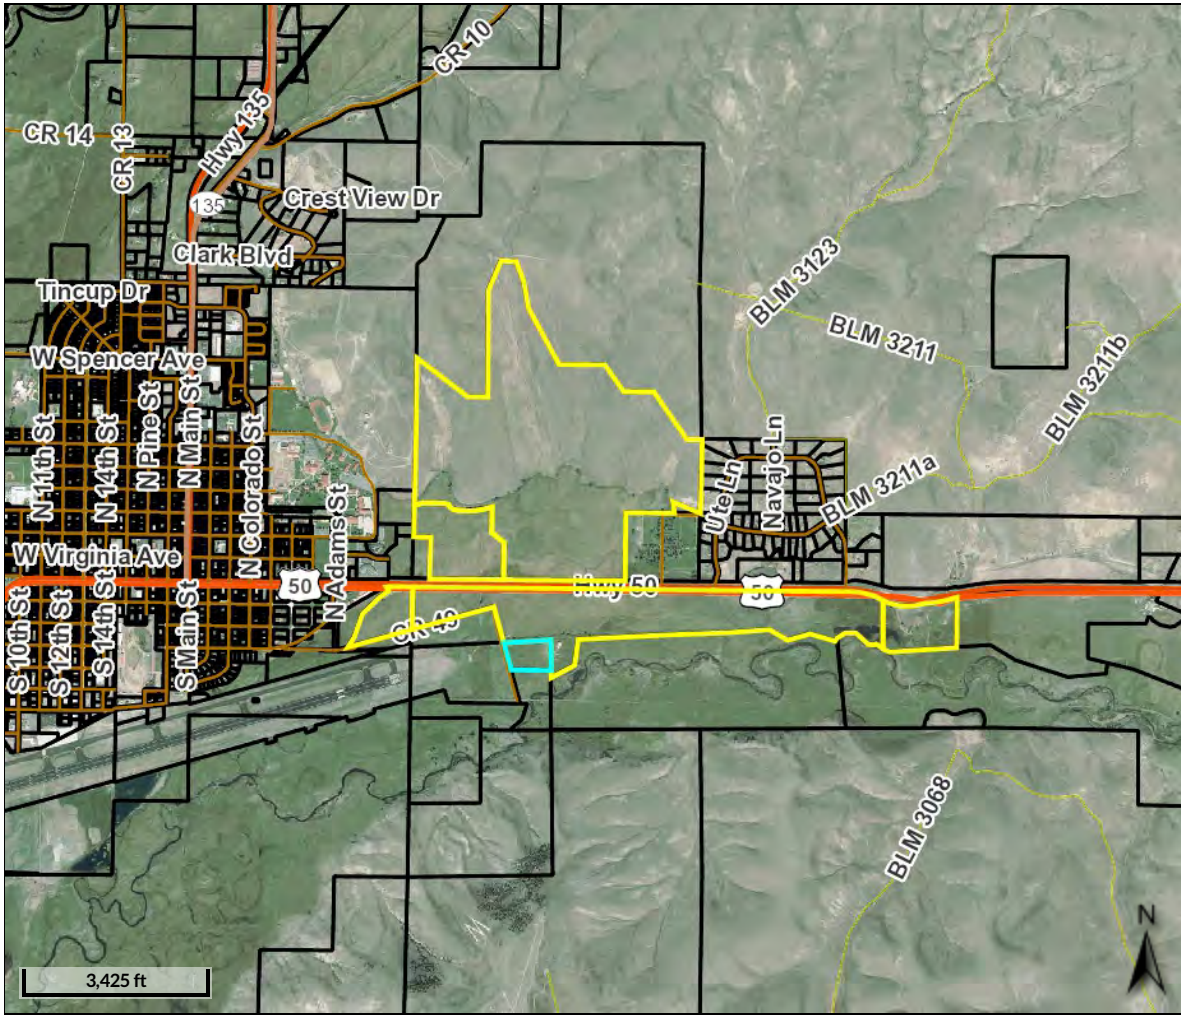 CR 10
CR 14
CR 13
Hwy 135
135
Crest View Dr
Clark Blvd
Tincup Dr
BLM 3123
BLM 3211
BLM 3211b
W Spencer Ave
N 11th St
N 14th St
N Pine St
N Main St
N Colorado St
N Adams St
Ute Ln
Navajo Ln
BLM 3211a
W Virginia Ave
50
Hwy 50
50
CR 49
S 10th St
S 12th St
S 14th St
S Main St
BLM 3068
N
3,425 ft